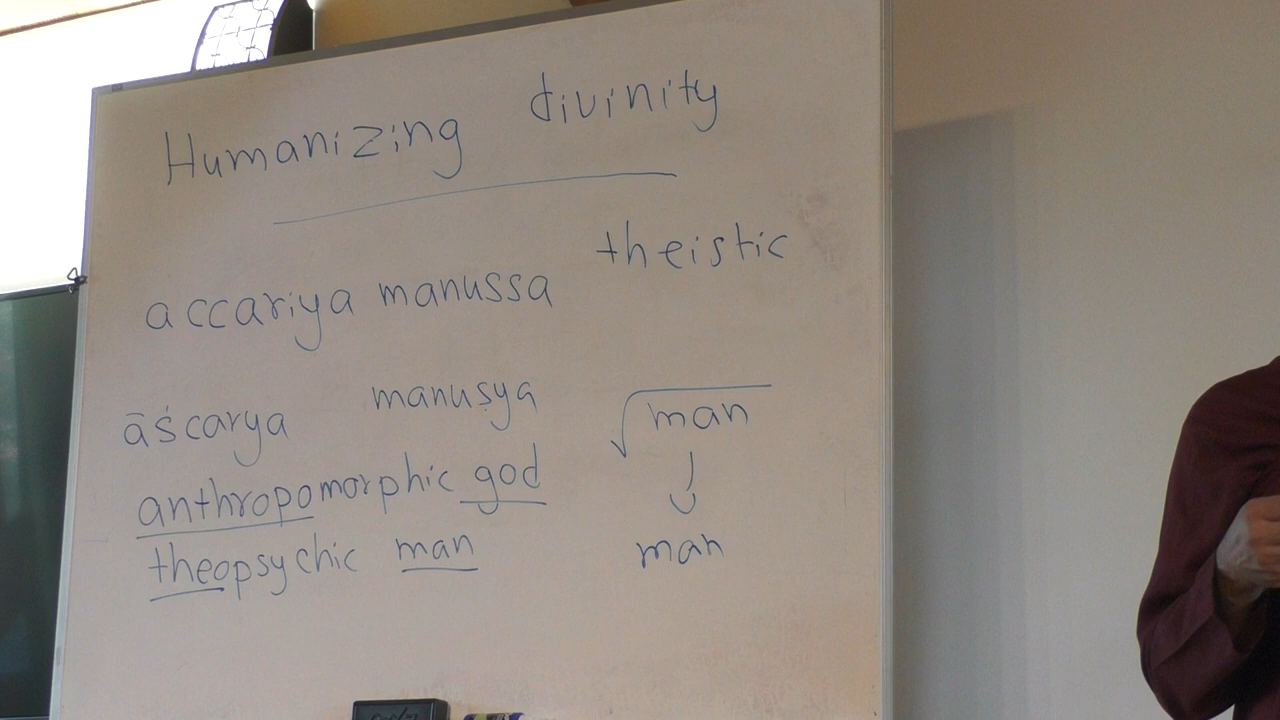 Humanizing divinity
theistic
accariya manussa
āścarya manuṣya
√man
anthropomorphic god
theopsychic man
man